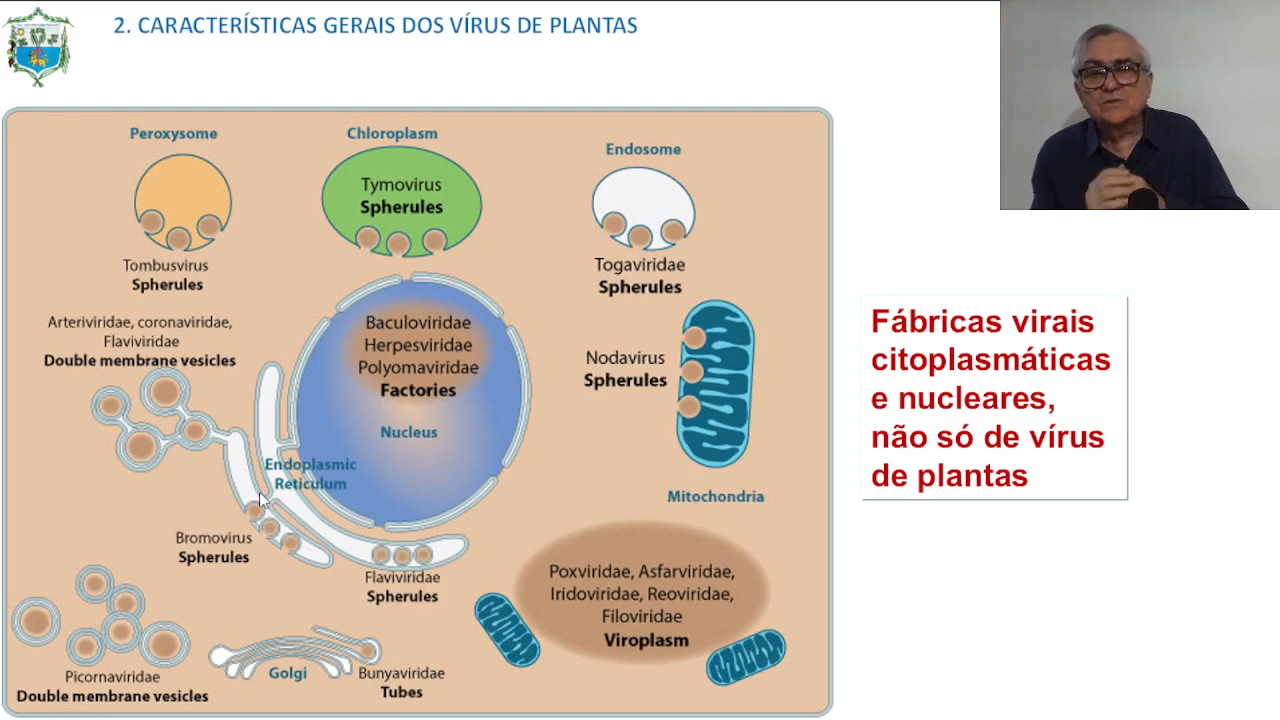 2. CARACTERÍSTICAS GERAIS DOS VÍRUS DE PLANTAS
Peroxysome
Tombusvirus
Spherules
Chloroplasm
Tymovirus
Spherules
Endosome
Togaviridae
Spherules
Arteriviridae, coronaviridae,
Flaviviridae
Double membrane vesicles
Baculoviridae
Herpesviridae
Polyomaviridae
Factories
Nucleus
Endoplasmic
Reticulum
Nodavirus
Spherules
Mitochondria
Bromovirus
Spherules
Flaviviridae
Spherules
Poxviridae, Asfarviridae,
Iridoviridae, Reoviridae,
Filoviridae
Viroplasm
Picornaviridae
Double membrane vesicles
Golgi
Bunyaviridae
Tubes
Fábricas virais
citoplasmáticas
e nucleares,
não só de vírus
de plantas